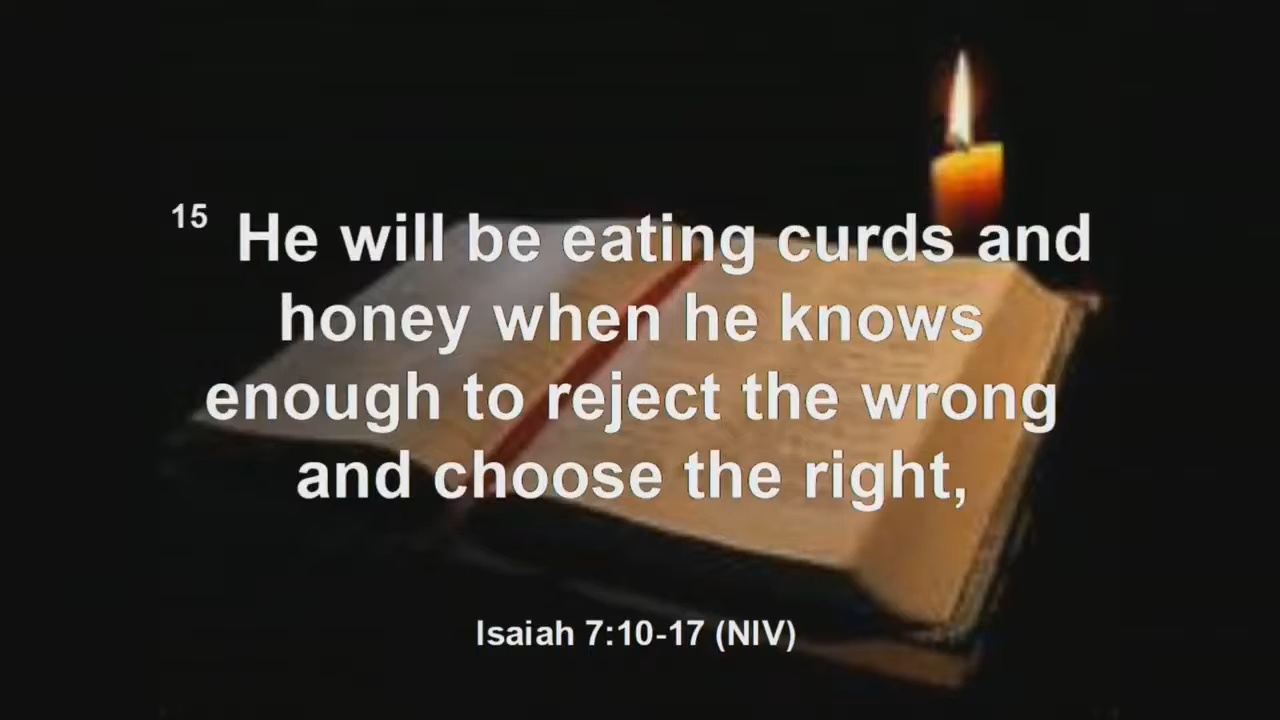 15 He will be eating curds and
honey when he knows
enough to reject the wrong
and choose the right,
Isaiah 7:10-17 (NIV)